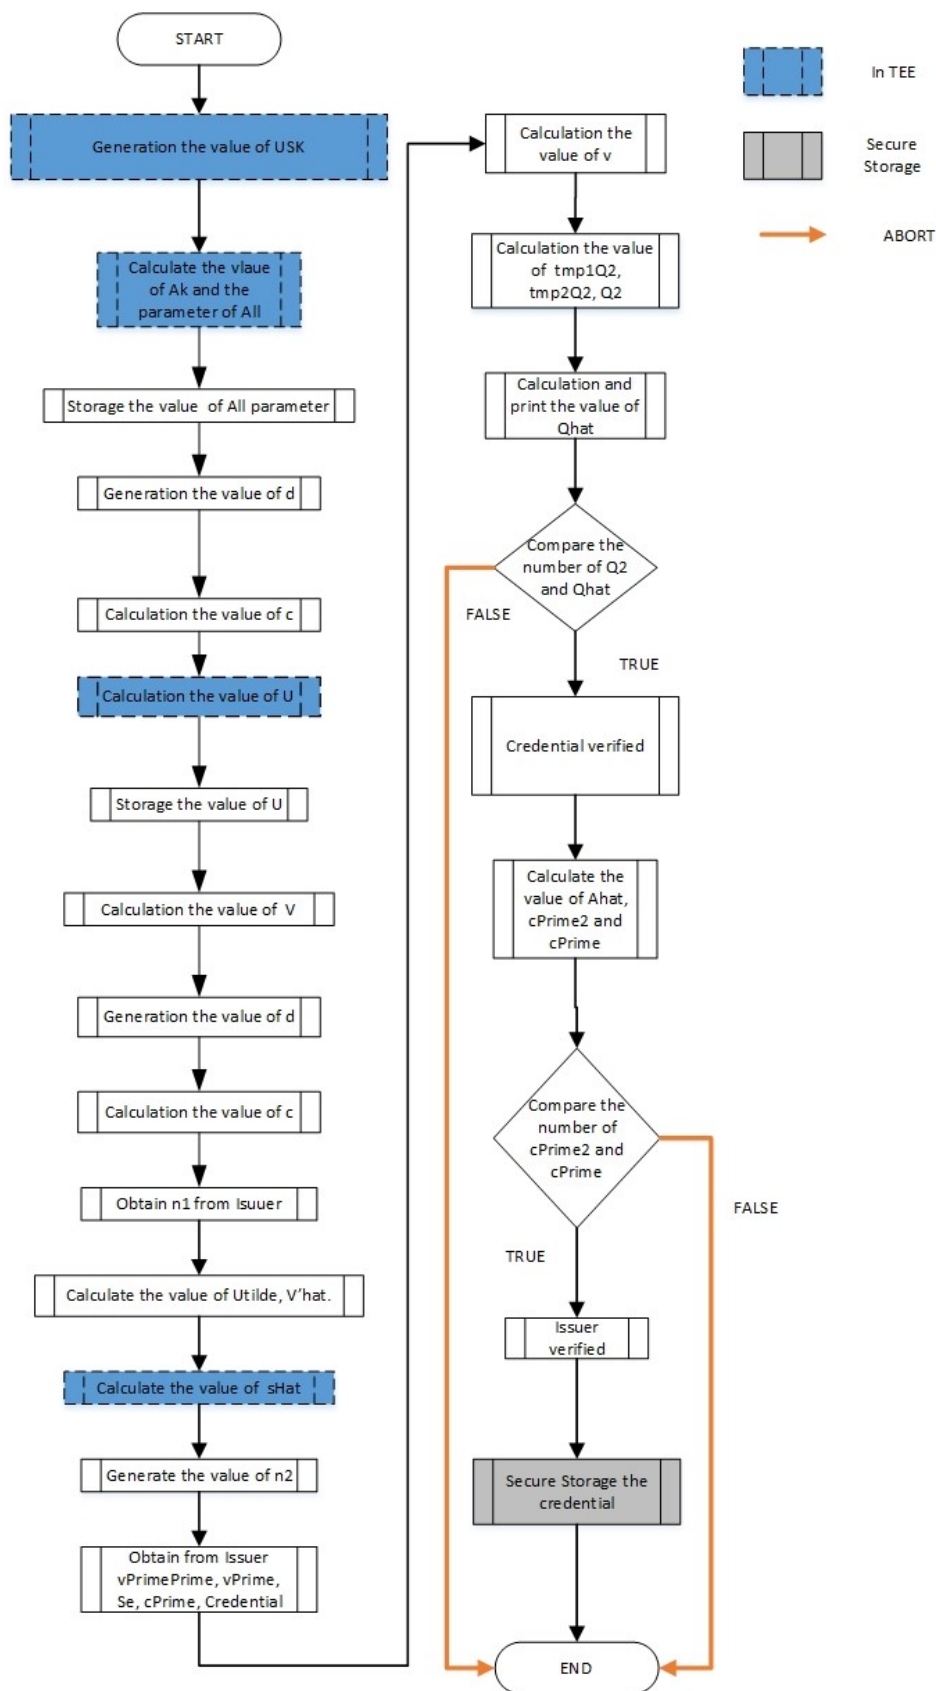 START
Generation the value of USK
Calculate the vlaue
of Ak and the
parameter of All
Storage the value of All parameter
Generation the value of d
Calculation the value of c
Calculation the value of U
Storage the value of U
Calculation the value of V
Generation the value of d
Calculation the value of c
Obtain n1 from Isuuer
Calculate the value of Utilde, V'hat.
Calculate the value of sHat
Generate the value of n2
Obtain from Issuer
vPrimePrime, vPrime,
Se, cPrime, Credential
Calculation the
value of v
Calculation the value
of tmp1Q2,
tmp2Q2, Q2
Calculation and
print the value of
Qhat
Compare the
number of Q2
and Qhat
FALSE
TRUE
Credential verified
Calculate the
value of Ahat,
cPrime2 and
cPrime
Compare the
number of
cPrime2 and
cPrime
FALSE
TRUE
Issuer
verified
Secure Storage the
credential
END
In TEE
Secure
Storage
ABORT